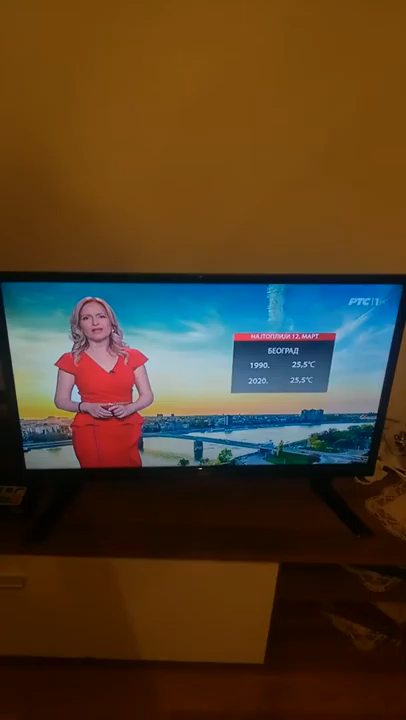 РТС 1
НАЈТОПЛИЈИ 12. МАРТ
БЕОГРАД
1990. 25,5°C
2020. 25,5°C